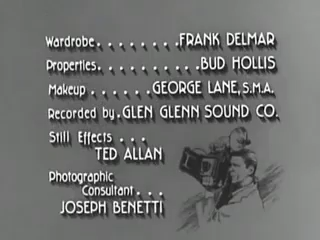 Wardrobe........FRANK DELMAR
Properties..........BUD HOLLIS
Makeup......GEORGE LANE, S.M.A.
Recorded by.GLEN GLENN SOUND CO.
Still Effects...
TED ALLAN
Photographic
Consultant...
JOSEPH BENETTI